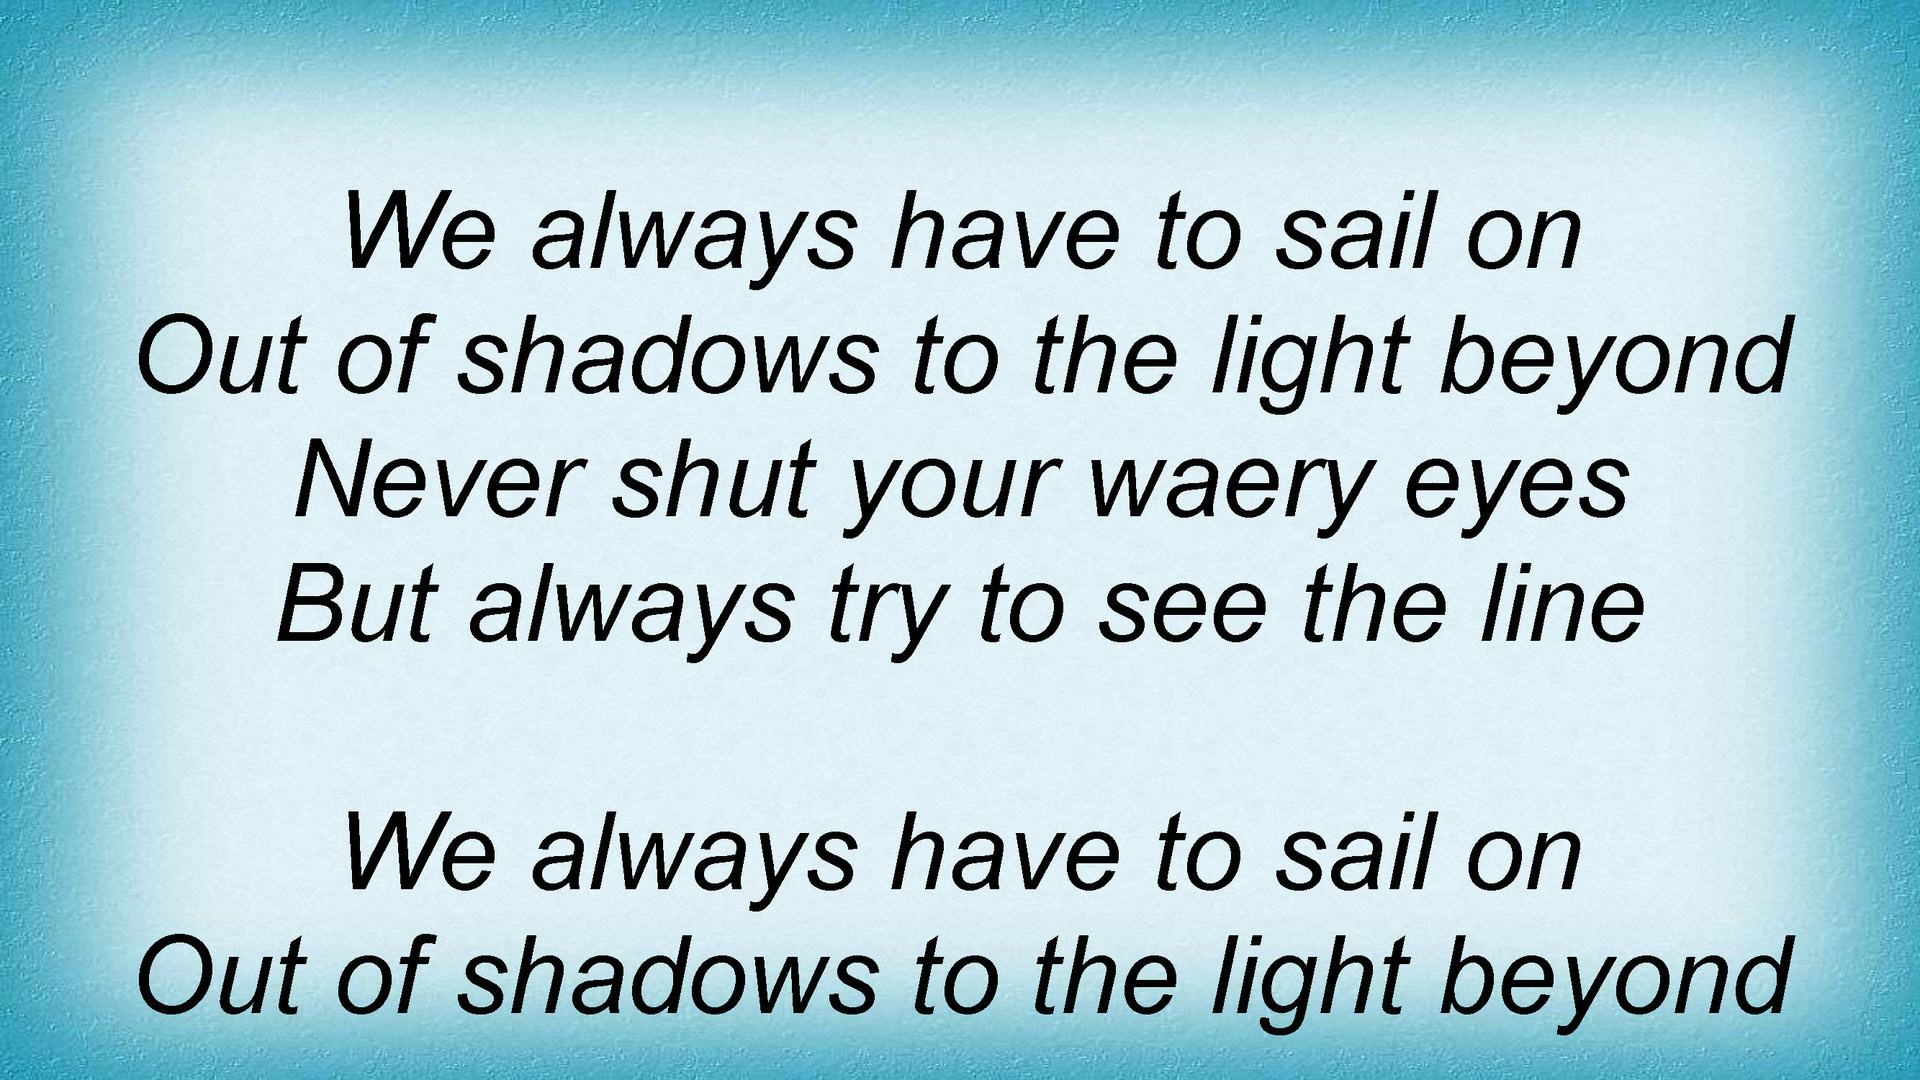 We always have to sail on
Out of shadows to the light beyond
Never shut your waery eyes
But always try to see the line
We always have to sail on
Out of shadows to the light beyond